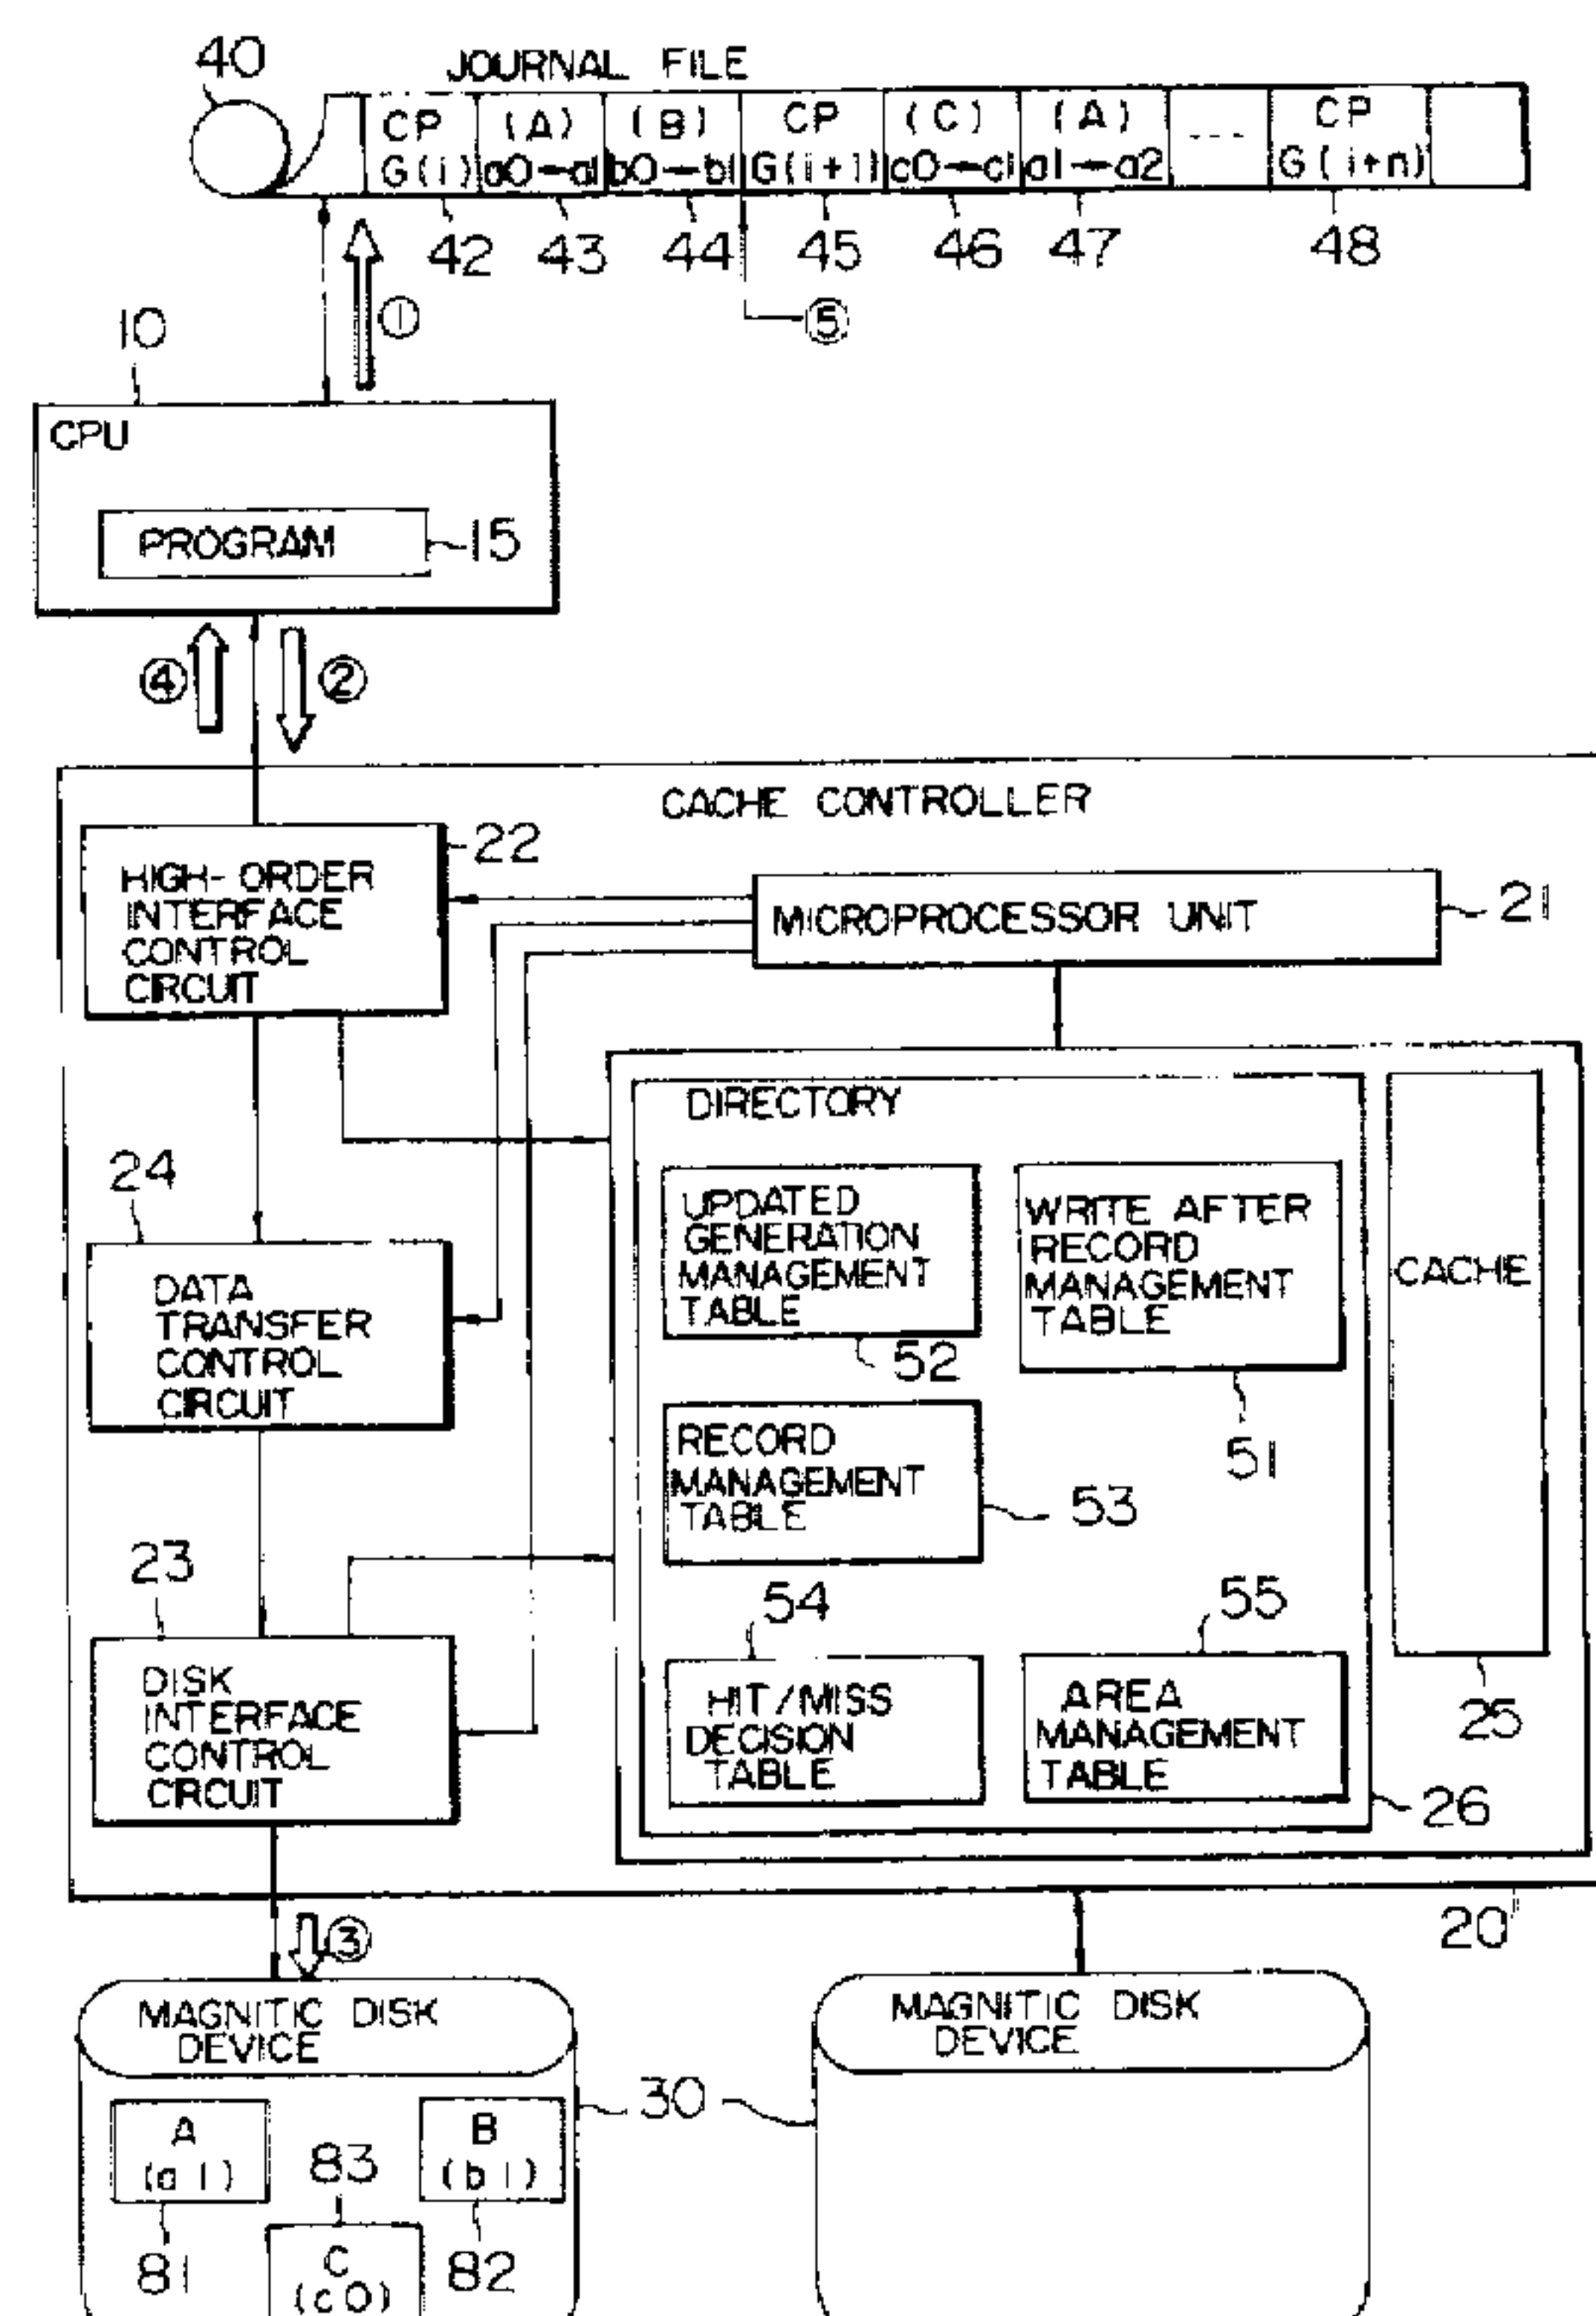 40
JOURNAL FILE
CP (A) (B) CP (C) (A) ---- CP
G(i) a0→a1 b0→b1 G(i+1) c0→c1 a1→a2 G(i+n)
42 43 44 45 46 47 48
①
⑤
10
CPU
PROGRAM
15
④ ②
CACHE CONTROLLER
22
HIGH-ORDER
INTERFACE
CONTROL
CIRCUIT
MICROPROCESSOR UNIT
21
DIRECTORY
24
DATA
TRANSFER
CONTROL
CIRCUIT
UPDATED
GENERATION
MANAGEMENT
TABLE
52
WRITE AFTER
RECORD
MANAGEMENT
TABLE
51
CACHE
25
RECORD
MANAGEMENT
TABLE
53
23
DISK
INTERFACE
CONTROL
CIRCUIT
54
HIT/MISS
DECISION
TABLE
55
AREA
MANAGEMENT
TABLE
26
20'
③
MAGNITIC DISK
DEVICE
MAGNITIC DISK
DEVICE
30
A
(a1)
81
83
C
(c0)
B
(b1)
82